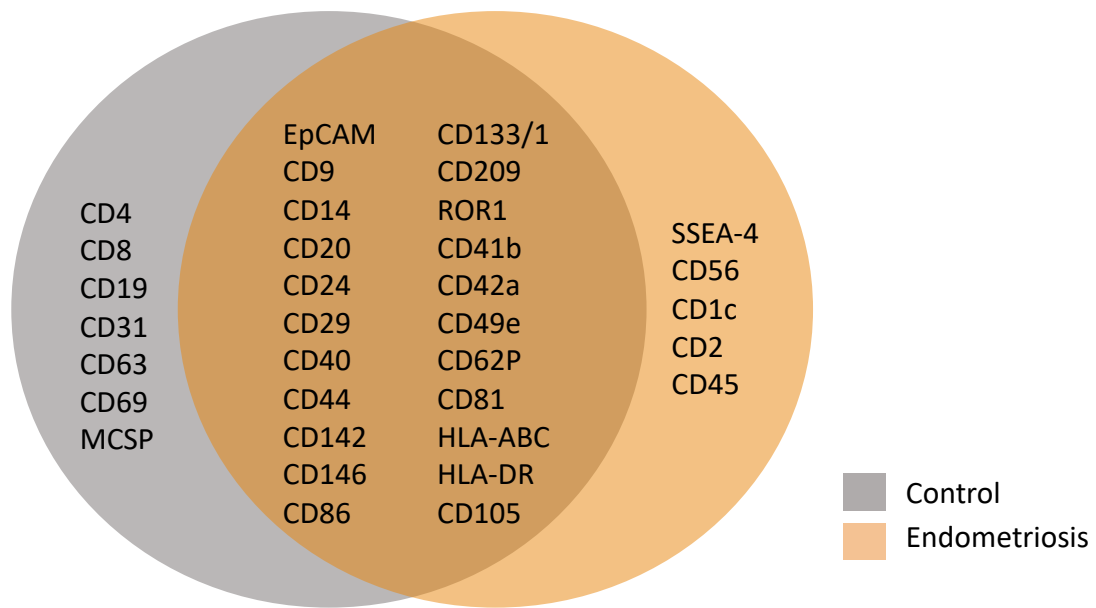 CD4
CD8
CD19
CD31
CD63
CD69
MCSP
EpCAM
CD9
CD14
CD20
CD24
CD29
CD40
CD44
CD142
CD146
CD86
CD133/1
CD209
ROR1
CD41b
CD42a
CD49e
CD62P
CD81
HLA-ABC
HLA-DR
CD105
SSEA-4
CD56
CD1c
CD2
CD45
Control
Endometriosis